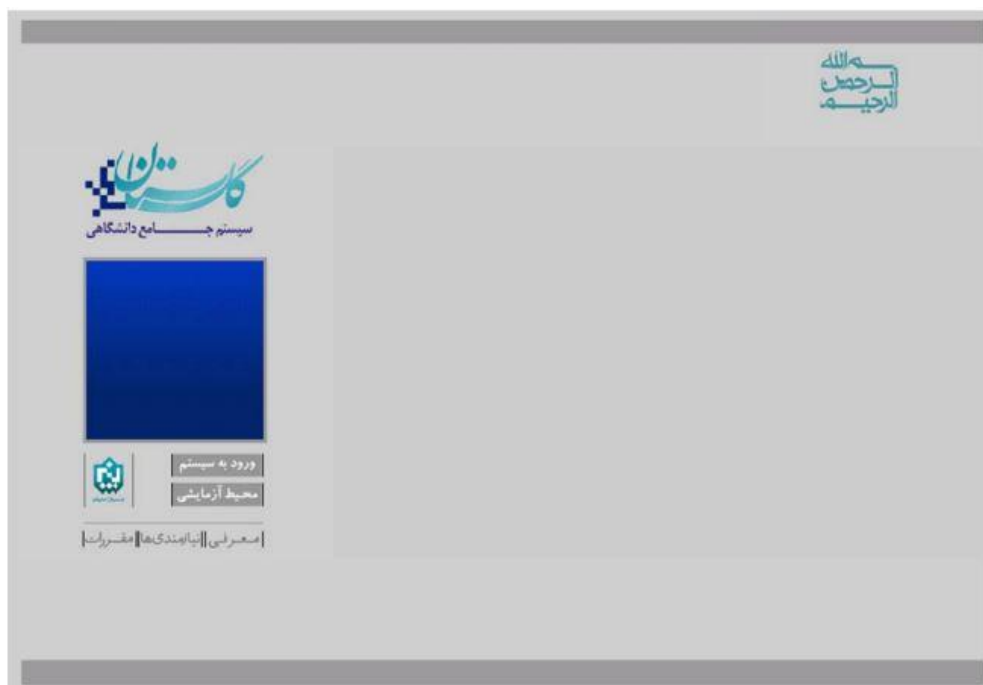 بسم الله
الرحمن
الرحیم
گلستان
سیستم جامع دانشگاهی
ورود به سیستم
محیط آزمایشی
معرفی | نیازمندی‌ها | مقررات